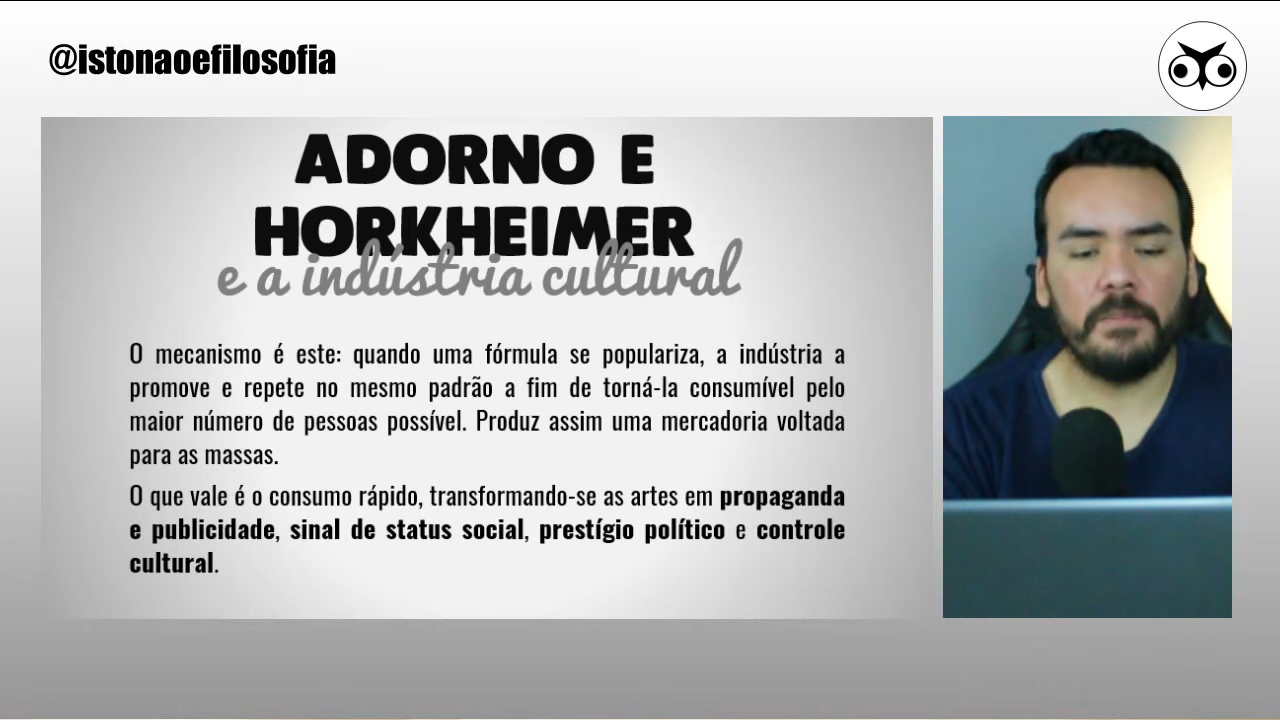 @istonaoefilosofia
ADORNO E
HORKHEIMER
e a indústria cultural
O mecanismo é este: quando uma fórmula se populariza, a indústria a
promove e repete no mesmo padrão a fim de torná-la consumível pelo
maior número de pessoas possível. Produz assim uma mercadoria voltada
para as massas.
O que vale é o consumo rápido, transformando-se as artes em propaganda
e publicidade, sinal de status social, prestígio político e controle
cultural.